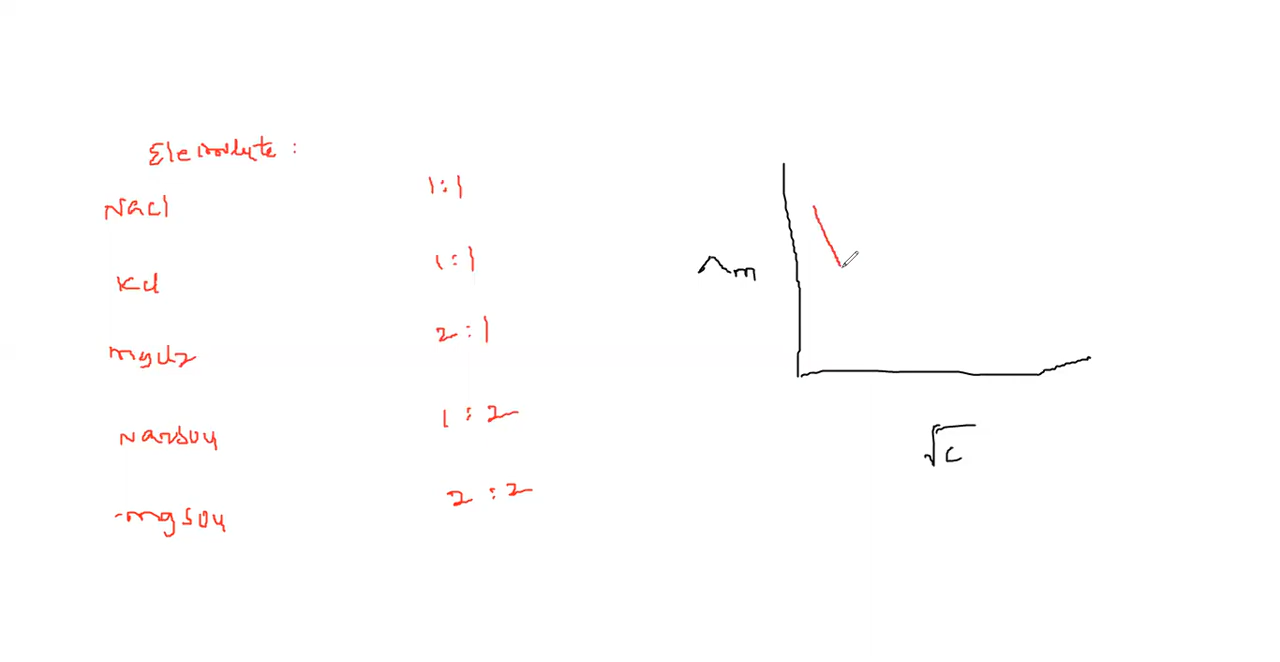 Electrolyte :
NaCl 1:1
KCl 1:1
MgCl2 2:1
Na2SO4 1:2
MgSO4 2:2
Λm
√C